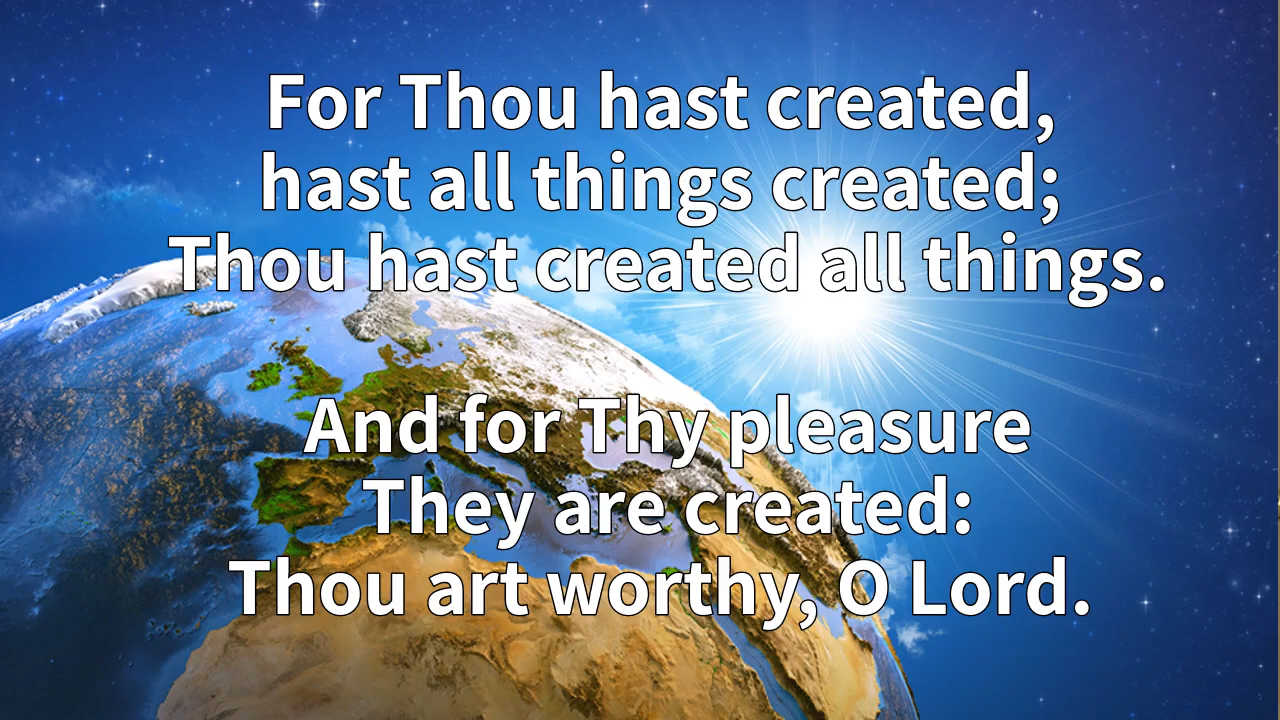 For Thou hast created,
hast all things created;
Thou hast created all things.
And for Thy pleasure
They are created:
Thou art worthy, O Lord.